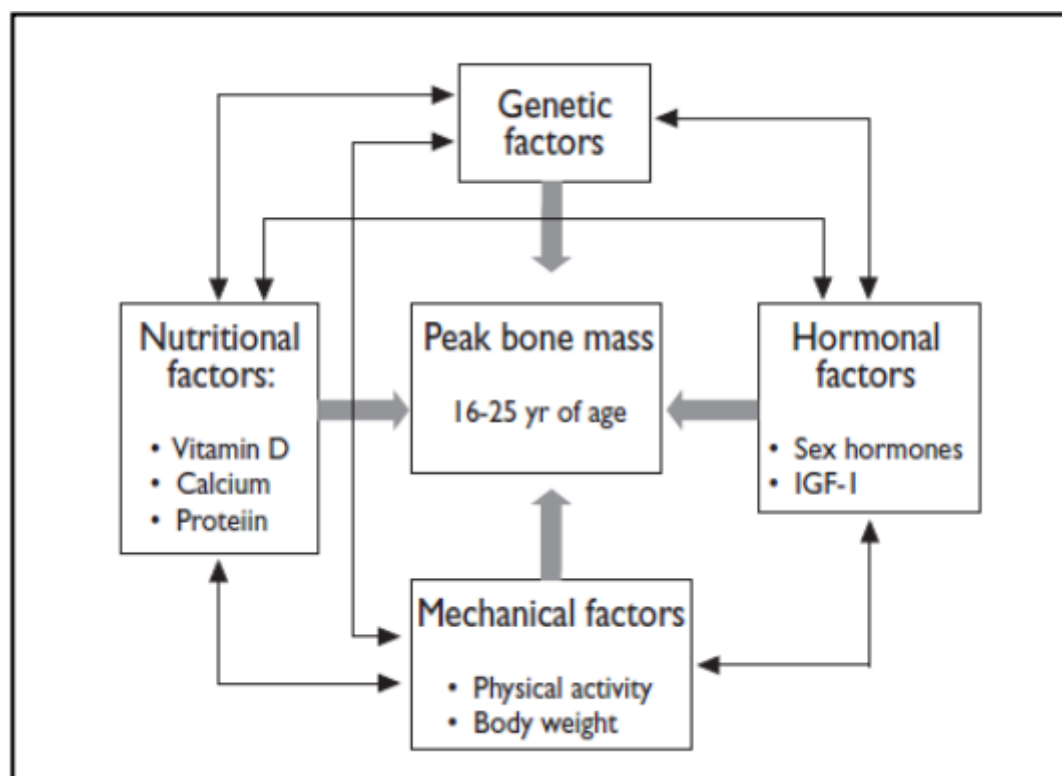 Genetic
factors
Nutritional
factors:
• Vitamin D
• Calcium
• Proteiin
Peak bone mass
16-25 yr of age
Hormonal
factors
• Sex hormones
• IGF-1
Mechanical factors
• Physical activity
• Body weight